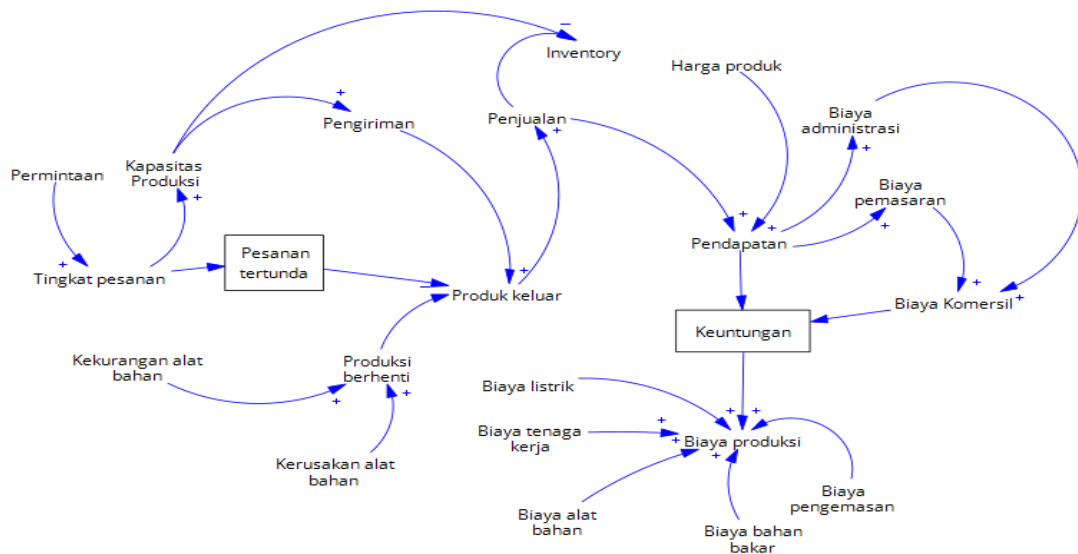 Inventory
Harga produk
Pengiriman
Penjualan
Biaya
administrasi
Permintaan
Kapasitas
Produksi
Biaya
pemasaran
Pendapatan
Tingkat pesanan
Pesanan
tertunda
Produk keluar
Biaya Komersil
Keuntungan
Kekurangan alat
bahan
Produksi
berhenti
Biaya listrik
Biaya tenaga
kerja
Biaya produksi
Kerusakan alat
bahan
Biaya alat
bahan
Biaya bahan
bakar
Biaya
pengemasan